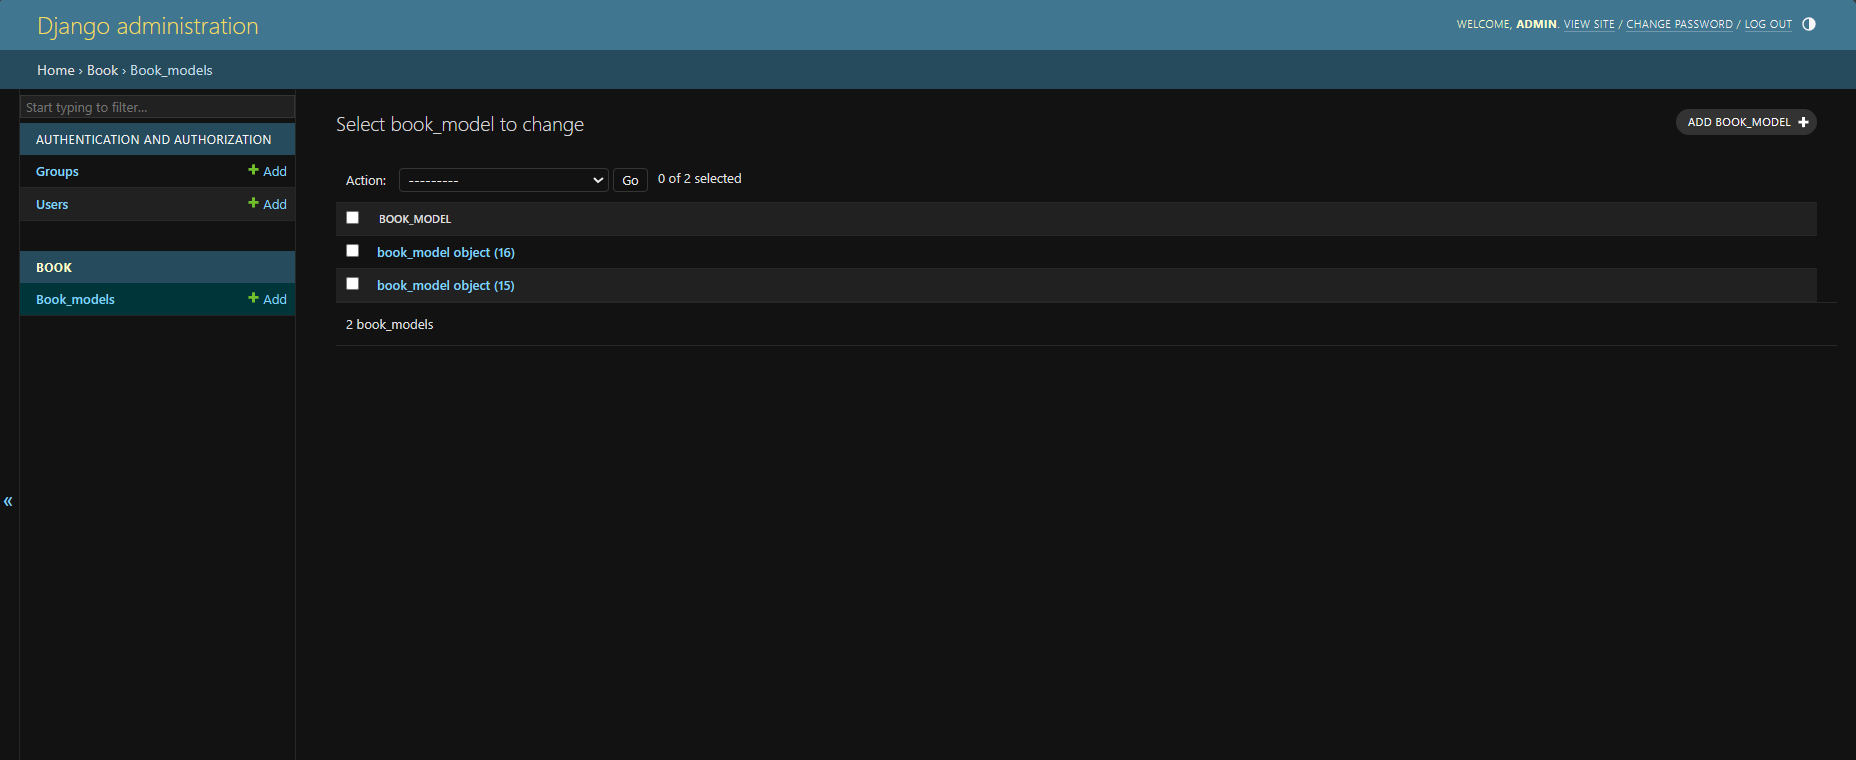 Django administration
WELCOME, ADMIN. VIEW SITE / CHANGE PASSWORD / LOG OUT
Home › Book › Book_models
Start typing to filter...
AUTHENTICATION AND AUTHORIZATION
Groups + Add
Users + Add
BOOK
Book_models + Add
«
Select book_model to change
ADD BOOK_MODEL +
Action: --------- Go 0 of 2 selected
BOOK_MODEL
book_model object (16)
book_model object (15)
2 book_models